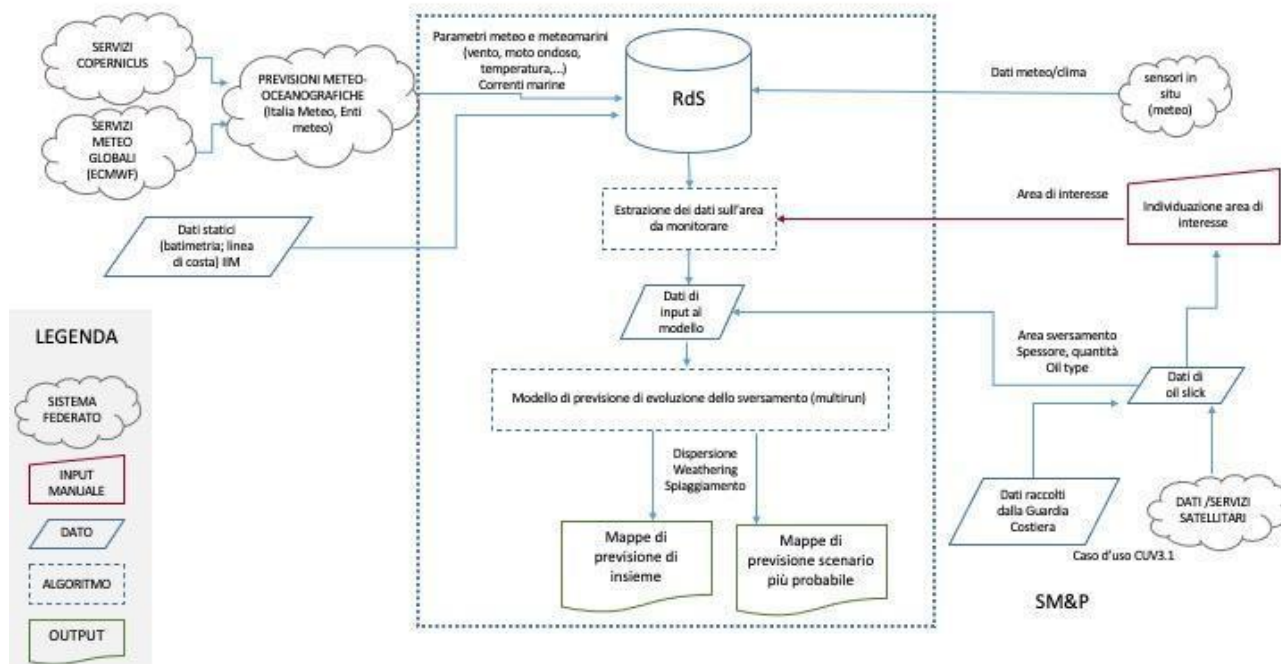 SERVIZI
COPERNICUS
SERVIZI
METEO
GLOBALI
(ECMWF)
PREVISIONI METEO-
OCEANOGRAFICHE
(Italia Meteo, Enti
meteo)
Parametri meteo e meteomarini
(vento, moto ondoso,
temperatura,...)
Correnti marine
RdS
Dati meteo/clima
sensori in
situ
(meteo)
Dati statici
(batimetria; linea
di costa) IIM
Estrazione dei dati sull'area
da monitorare
Area di interesse
Individuazione area di
interesse
Dati di
input al
modello
Area sversamento
Spessore, quantità
Oil type
Dati di
oil slick
Modello di previsione di evoluzione dello sversamento (multirun)
Dispersione
Weathering
Spiaggiamento
Mappe di
previsione di
insieme
Mappe di
previsione scenario
più probabile
Dati raccolti
dalla Guardia
Costiera
DATI /SERVIZI
SATELLITARI
Caso d'uso CUV3.1
SM&P
LEGENDA
SISTEMA
FEDERATO
INPUT
MANUALE
DATO
ALGORITMO
OUTPUT